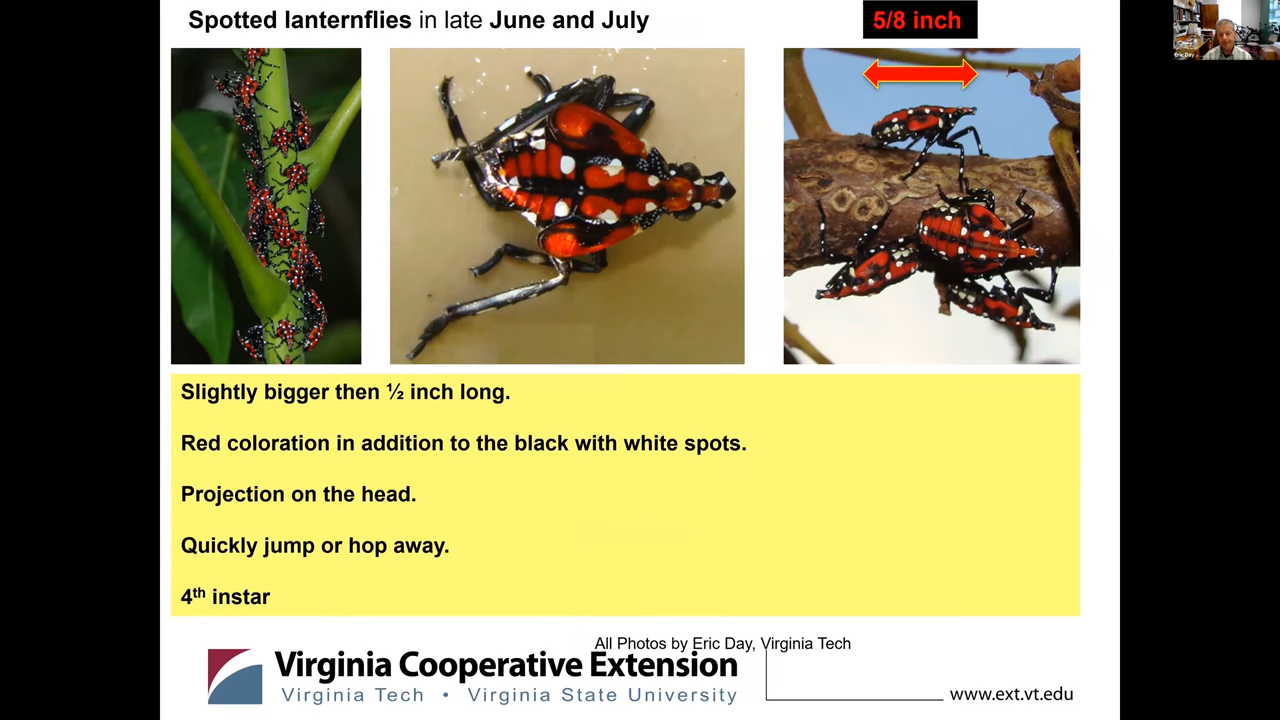 Spotted lanternflies in late June and July
5/8 inch
Eric Day
Slightly bigger then ½ inch long.
Red coloration in addition to the black with white spots.
Projection on the head.
Quickly jump or hop away.
4th instar
All Photos by Eric Day, Virginia Tech
Virginia Cooperative Extension
Virginia Tech • Virginia State University
www.ext.vt.edu